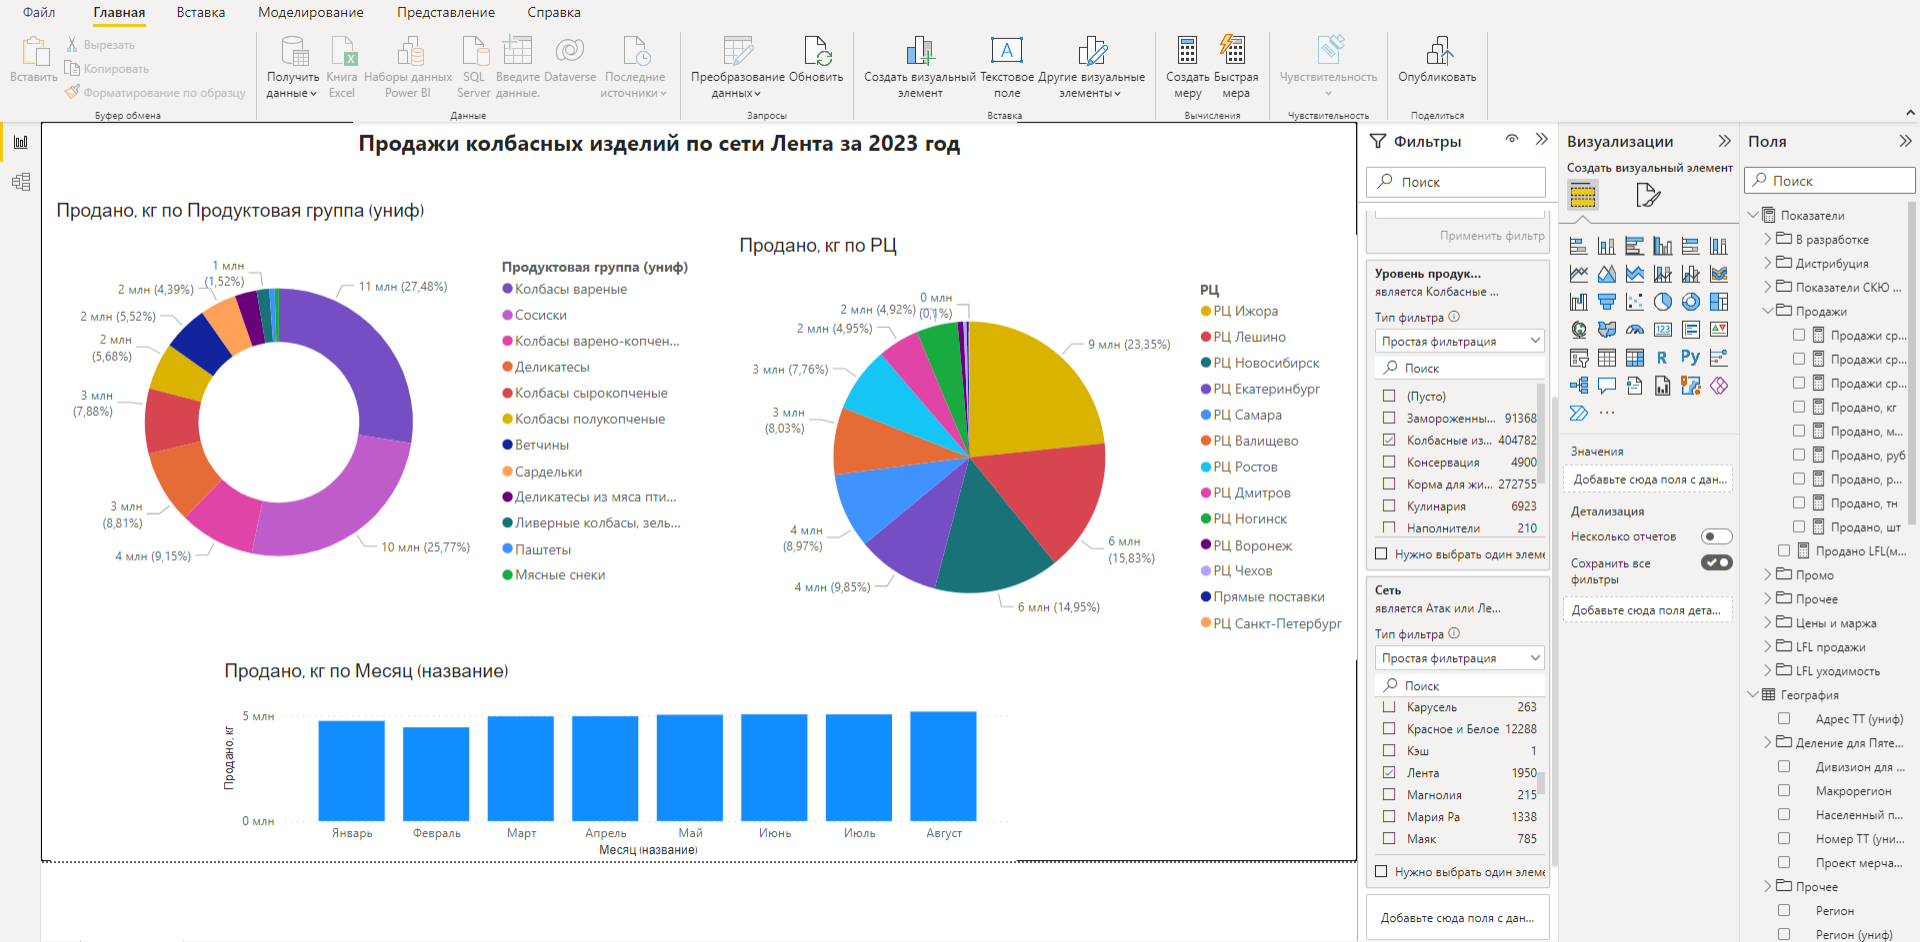 Файл Главная Вставка Моделирование Представление Справка
Вставить
Вырезать
Копировать
Форматирование по образцу
Буфер обмена
Получить данные
Книга Excel
Наборы данных Power BI
SQL Server
Введите данные.
Dataverse
Последние источники
Данные
Преобразование данных
Обновить
Запросы
Создать визуальный элемент
Текстовое поле
Другие визуальные элементы
Вставка
Создать меру
Быстрая мера
Вычисления
Чувствительность
Чувствительность
Опубликовать
Поделиться
Продажи колбасных изделий по сети Лента за 2023 год
Продано, кг по Продуктовая группа (униф)
11 млн (27,48%)
10 млн (25,77%)
4 млн (9,15%)
3 млн
(8,81%)
3 млн
(7,88%)
2 млн
(5,68%)
2 млн (5,52%)
2 млн (4,39%)
1 млн
(1,52%)
Продуктовая группа (униф)
Колбасы вареные
Сосиски
Колбасы варено-копчен...
Деликатесы
Колбасы сырокопченые
Колбасы полукопченые
Ветчины
Сардельки
Деликатесы из мяса пти...
Ливерные колбасы, зель...
Паштеты
Мясные снеки
Продано, кг по РЦ
9 млн (23,35%)
6 млн
(15,83%)
6 млн (14,95%)
4 млн (9,85%)
4 млн
(8,97%)
3 млн
(8,03%)
3 млн (7,76%)
2 млн (4,95%)
2 млн (4,92%)
0 млн
(0,1%)
РЦ
РЦ Ижора
РЦ Лешино
РЦ Новосибирск
РЦ Екатеринбург
РЦ Самара
РЦ Валищево
РЦ Ростов
РЦ Дмитров
РЦ Ногинск
РЦ Воронеж
РЦ Чехов
Прямые поставки
РЦ Санкт-Петербург
Продано, кг по Месяц (название)
Продано, кг
5 млн
0 млн
Январь Февраль Март Апрель Май Июнь Июль Август
Месяц (название)
Фильтры
Поиск
Применить фильтр
Уровень продук...
является Колбасные ...
Тип фильтра
Простая фильтрация
Поиск
(Пусто)
Замороженны... 91368
Колбасные из... 404782
Консервация 4900
Корма для жи... 272755
Кулинария 6923
Наполнители 210
Нужно выбрать один элеме
Сеть
является Атак или Ле...
Тип фильтра
Простая фильтрация
Поиск
Карусель 263
Красное и Белое 12288
Кэш 1
Лента 1950
Магнолия 215
Мария Ра 1338
Маяк 785
Нужно выбрать один элеме
Добавьте сюда поля с дан...
Визуализации
Создать визуальный элемент
123
R
Py
Значения
Добавьте сюда поля с дан...
Детализация
Несколько отчетов
Сохранить все
фильтры
Добавьте сюда поля дета...
Поля
Поиск
Показатели
В разработке
Дистрибуция
Показатели СКЮ ...
Продажи
Продажи ср...
Продажи ср...
Продажи ср...
Продано, кг
Продано, м...
Продано, руб
Продано, р...
Продано, тн
Продано, шт
Продано LFL(м...
Промо
Прочее
Цены и маржа
LFL продажи
LFL уходимость
География
Адрес ТТ (униф)
Деление для Пяте...
Дивизион для ...
Макрорегион
Населенный п...
Номер ТТ (уни...
Проект мерча...
Прочее
Регион
Регион (униф)